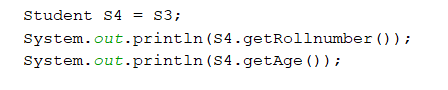 Student S4 = S3;
System.out.println(S4.getRollnumber());
System.out.println(S4.getAge());